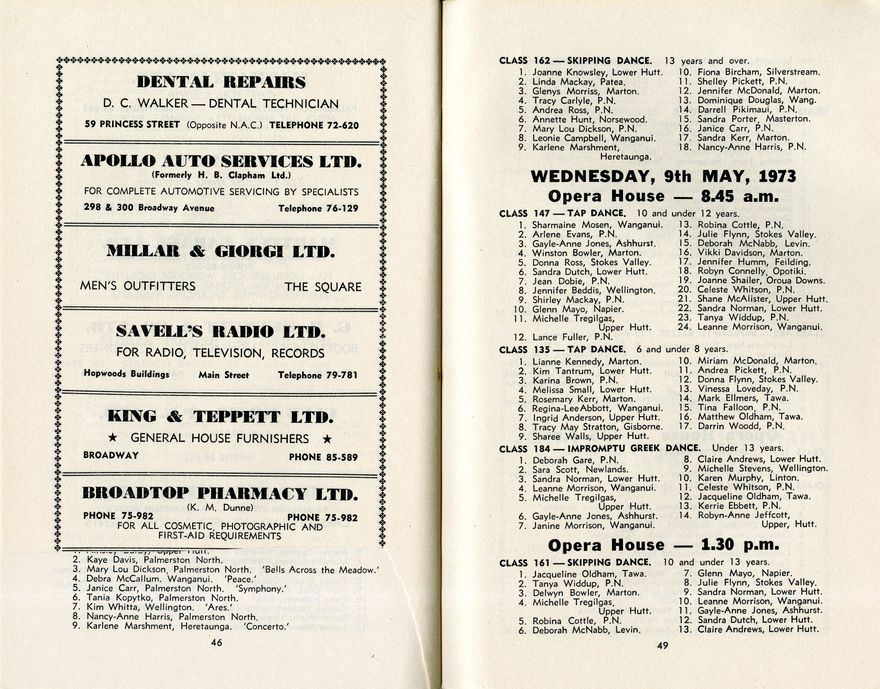 DENTAL REPAIRS
D. C. WALKER — DENTAL TECHNICIAN
59 PRINCESS STREET (Opposite N.A.C.) TELEPHONE 72-620
APOLLO AUTO SERVICES LTD.
(Formerly H. B. Clapham Ltd.)
FOR COMPLETE AUTOMOTIVE SERVICING BY SPECIALISTS
298 & 300 Broadway Avenue Telephone 76-129
MILLAR & GIORGI LTD.
MEN'S OUTFITTERS THE SQUARE
SAVELL'S RADIO LTD.
FOR RADIO, TELEVISION, RECORDS
Hopwoods Buildings Main Street Telephone 79-781
KING & TEPPETT LTD.
★ GENERAL HOUSE FURNISHERS ★
BROADWAY PHONE 85-589
BROADTOP PHARMACY LTD.
(K. M. Dunne)
PHONE 75-982 PHONE 75-982
FOR ALL COSMETIC, PHOTOGRAPHIC AND
FIRST-AID REQUIREMENTS
2. Kaye Davis, Palmerston North.
3. Mary Lou Dickson, Palmerston North. 'Bells Across the Meadow.'
4. Debra McCallum. Wanganui. 'Peace.'
5. Janice Carr, Palmerston North. 'Symphony.'
6. Tania Kopytko, Palmerston North.
7. Kim Whitta, Wellington. 'Ares.'
8. Nancy-Anne Harris, Palmerston North.
9. Karlene Marshment, Heretaunga. 'Concerto.'
46
CLASS 162 — SKIPPING DANCE. 13 years and over.
1. Joanne Knowsley, Lower Hutt.
2. Linda Mackay, Patea.
3. Glenys Morriss, Marton.
4. Tracy Carlyle, P.N.
5. Andrea Ross, P.N.
6. Annette Hunt, Norsewood.
7. Mary Lou Dickson, P.N.
8. Leonie Campbell, Wanganui.
9. Karlene Marshment,
Heretaunga.
10. Fiona Bircham, Silverstream.
11. Shelley Pickett, P.N.
12. Jennifer McDonald, Marton.
13. Dominique Douglas, Wang.
14. Darrell Pikimaui, P.N.
15. Sandra Porter, Masterton.
16. Janice Carr, P.N.
17. Sandra Kerr, Marton.
18. Nancy-Anne Harris, P.N.
WEDNESDAY, 9th MAY, 1973
Opera House — 8.45 a.m.
CLASS 147 — TAP DANCE. 10 and under 12 years.
1. Sharmaine Mosen, Wanganui.
2. Arlene Evans, P.N.
3. Gayle-Anne Jones, Ashhurst.
4. Winston Bowler, Marton.
5. Donna Ross, Stokes Valley.
6. Sandra Dutch, Lower Hutt.
7. Jean Dobie, P.N.
8. Jennifer Beddis, Wellington.
9. Shirley Mackay, P.N.
10. Glenn Mayo, Napier.
11. Michelle Tregilgas,
Upper Hutt.
12. Lance Fuller, P.N.
13. Robina Cottle, P.N.
14. Julie Flynn, Stokes Valley.
15. Deborah McNabb, Levin.
16. Vikki Davidson, Marton.
17. Jennifer Humm, Feilding.
18. Robyn Connelly, Opotiki.
19. Joanne Shailer, Oroua Downs.
20. Celeste Whitson, P.N.
21. Shane McAlister, Upper Hutt.
22. Sandra Norman, Lower Hutt.
23. Tanya Widdup, P.N.
24. Leanne Morrison, Wanganui.
CLASS 135 — TAP DANCE. 6 and under 8 years.
1. Lianne Kennedy, Marton.
2. Kim Tantrum, Lower Hutt.
3. Karina Brown, P.N.
4. Melissa Small, Lower Hutt.
5. Rosemary Kerr, Marton.
6. Regina-LeeAbbott, Wanganui.
7. Ingrid Anderson, Upper Hutt.
8. Tracy May Stratton, Gisborne.
9. Sharee Walls, Upper Hutt.
10. Miriam McDonald, Marton.
11. Andrea Pickett, P.N.
12. Donna Flynn, Stokes Valley.
13. Vinessa Loveday, P.N.
14. Mark Ellmers, Tawa.
15. Tina Falloon, P.N.
16. Matthew Oldham, Tawa.
17. Darrin Woodd, P.N.
CLASS 184 — IMPROMPTU GREEK DANCE. Under 13 years.
1. Deborah Gare, P.N.
2. Sara Scott, Newlands.
3. Sandra Norman, Lower Hutt.
4. Leanne Morrison, Wanganui.
5. Michelle Tregilgas,
Upper Hutt.
6. Gayle-Anne Jones, Ashhurst.
7. Janine Morrison, Wanganui.
8. Claire Andrews, Lower Hutt.
9. Michelle Stevens, Wellington.
10. Karen Murphy, Linton.
11. Celeste Whitson, P.N.
12. Jacqueline Oldham, Tawa.
13. Kerrie Ebbett, P.N.
14. Robyn-Anne Jeffcott,
Upper, Hutt.
Opera House — 1.30 p.m.
CLASS 161 — SKIPPING DANCE. 10 and under 13 years.
1. Jacqueline Oldham, Tawa.
2. Tanya Widdup, P.N.
3. Delwyn Bowler, Marton.
4. Michelle Tregilgas,
Upper Hutt.
5. Robina Cottle, P.N.
6. Deborah McNabb, Levin.
7. Glenn Mayo, Napier.
8. Julie Flynn, Stokes Valley.
9. Sandra Norman, Lower Hutt.
10. Leanne Morrison, Wanganui.
11. Gayle-Anne Jones, Ashhurst.
12. Sandra Dutch, Lower Hutt.
13. Claire Andrews, Lower Hutt.
49